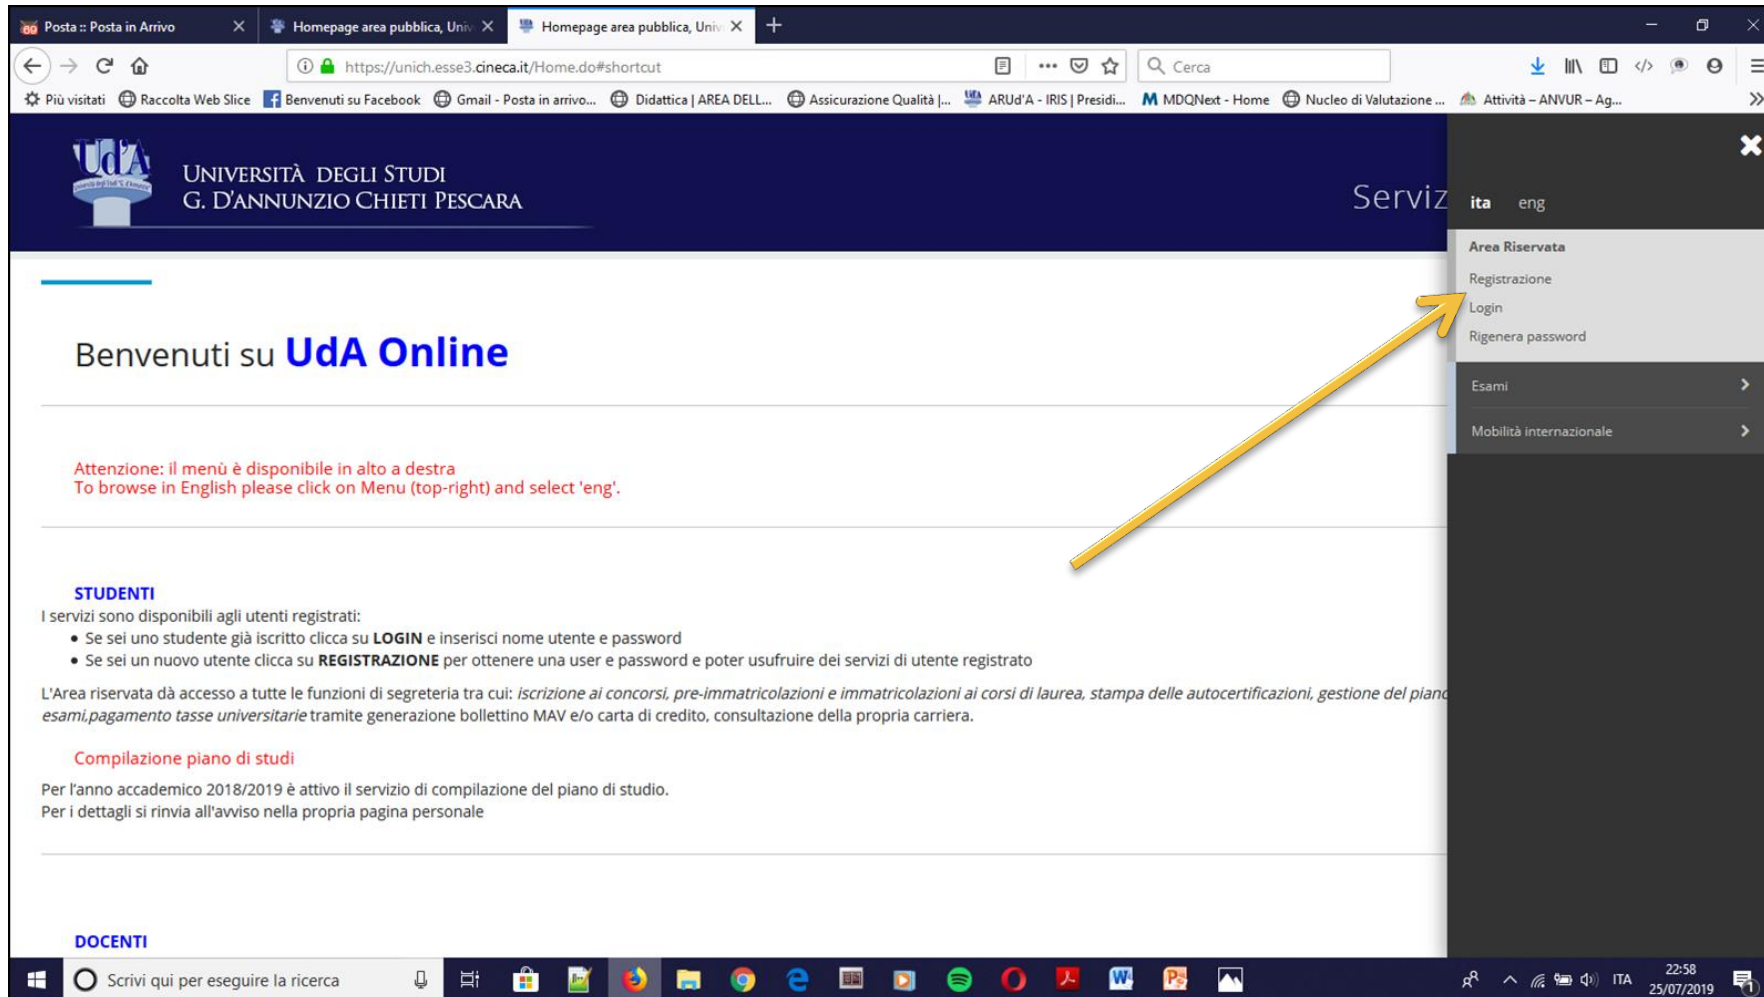 Posta :: Posta in Arrivo
Homepage area pubblica, Univ
Homepage area pubblica, Univ
https://unich.esse3.cineca.it/Home.do#shortcut
Cerca
Più visitati Raccolta Web Slice Benvenuti su Facebook Gmail - Posta in arrivo... Didattica | AREA DELL... Assicurazione Qualità |... ARUd'A - IRIS | Presidi... MDQNext - Home Nucleo di Valutazione ... Attività – ANVUR – Ag...
Ud'A
UNIVERSITÀ DEGLI STUDI
G. D'ANNUNZIO CHIETI PESCARA
Serviz
ita eng
Area Riservata
Registrazione
Login
Rigenera password
Esami
Mobilità internazionale
Benvenuti su UdA Online
Attenzione: il menù è disponibile in alto a destra
To browse in English please click on Menu (top-right) and select 'eng'.
STUDENTI
I servizi sono disponibili agli utenti registrati:
• Se sei uno studente già iscritto clicca su LOGIN e inserisci nome utente e password
• Se sei un nuovo utente clicca su REGISTRAZIONE per ottenere una user e password e poter usufruire dei servizi di utente registrato
L'Area riservata dà accesso a tutte le funzioni di segreteria tra cui: iscrizione ai concorsi, pre-immatricolazioni e immatricolazioni ai corsi di laurea, stampa delle autocertificazioni, gestione del piano
esami,pagamento tasse universitarie tramite generazione bollettino MAV e/o carta di credito, consultazione della propria carriera.
Compilazione piano di studi
Per l'anno accademico 2018/2019 è attivo il servizio di compilazione del piano di studio.
Per i dettagli si rinvia all'avviso nella propria pagina personale
DOCENTI
Scrivi qui per eseguire la ricerca
ITA
22:58
25/07/2019